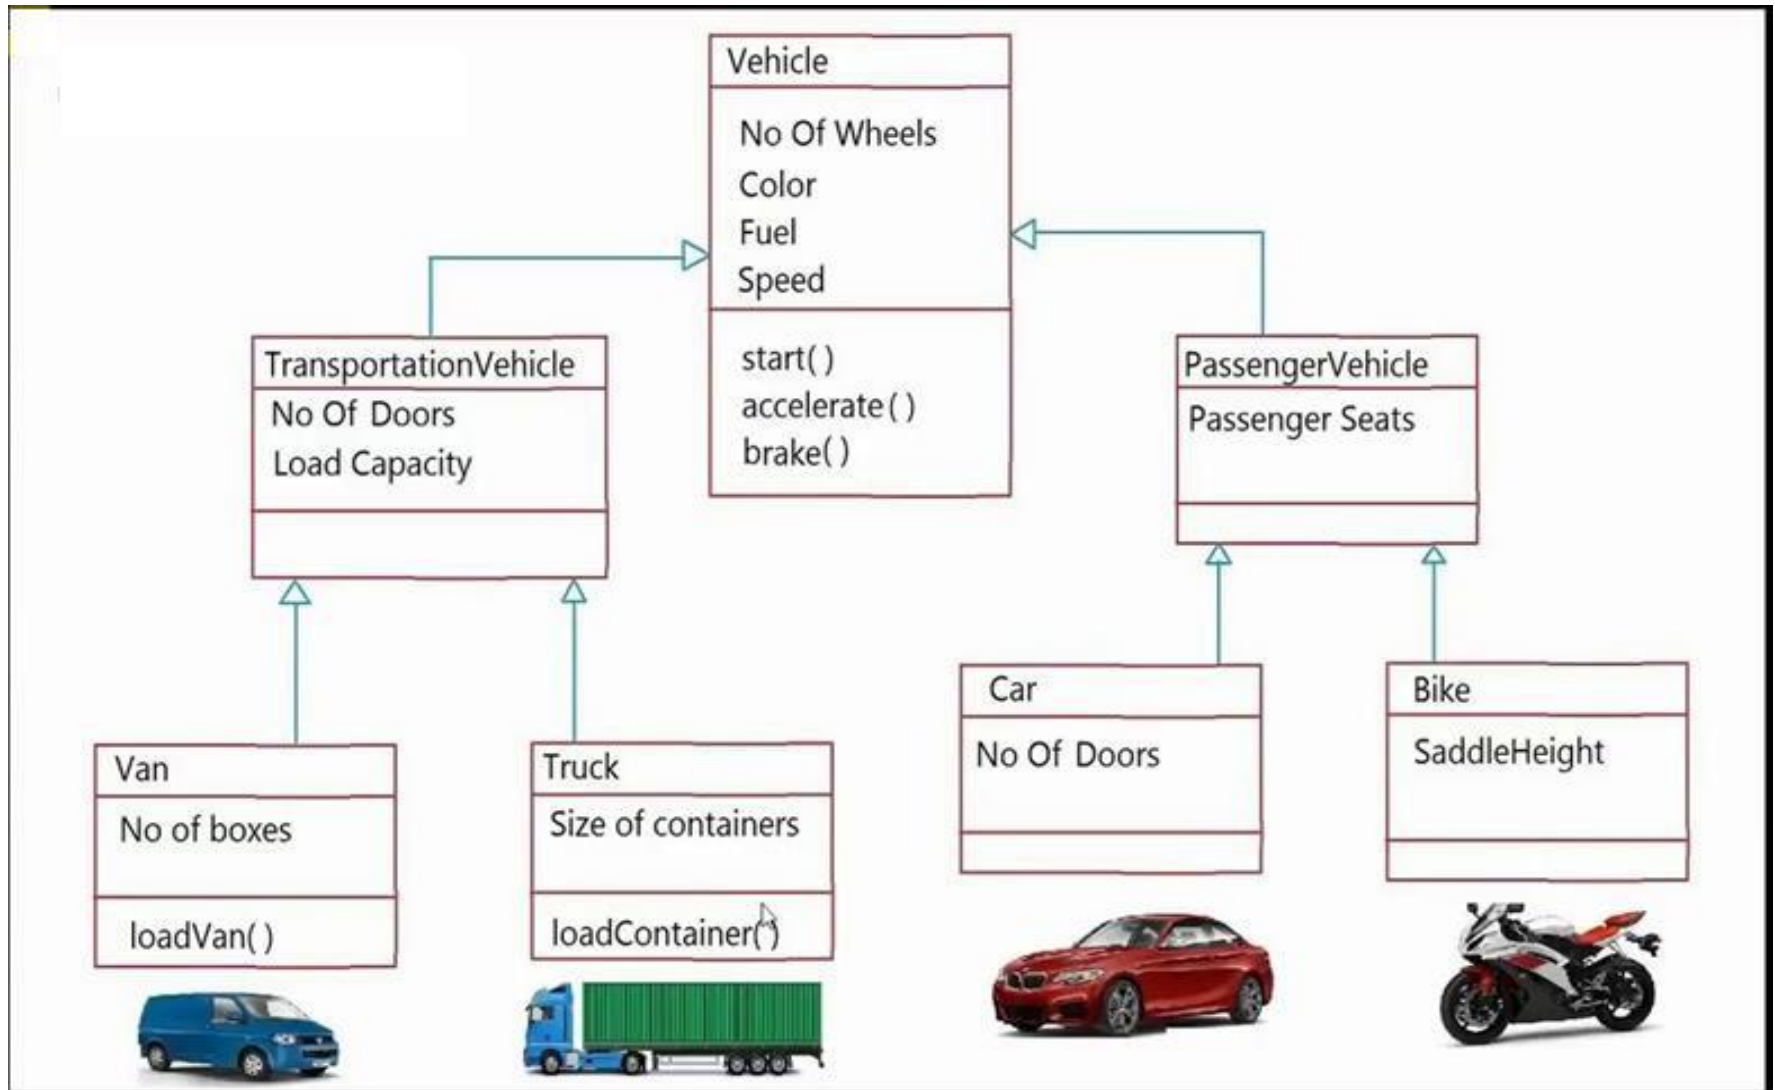 Vehicle
No Of Wheels
Color
Fuel
Speed
start( )
accelerate( )
brake( )
TransportationVehicle
No Of Doors
Load Capacity
PassengerVehicle
Passenger Seats
Van
No of boxes
loadVan( )
Truck
Size of containers
loadContainer( )
Car
No Of Doors
Bike
SaddleHeight